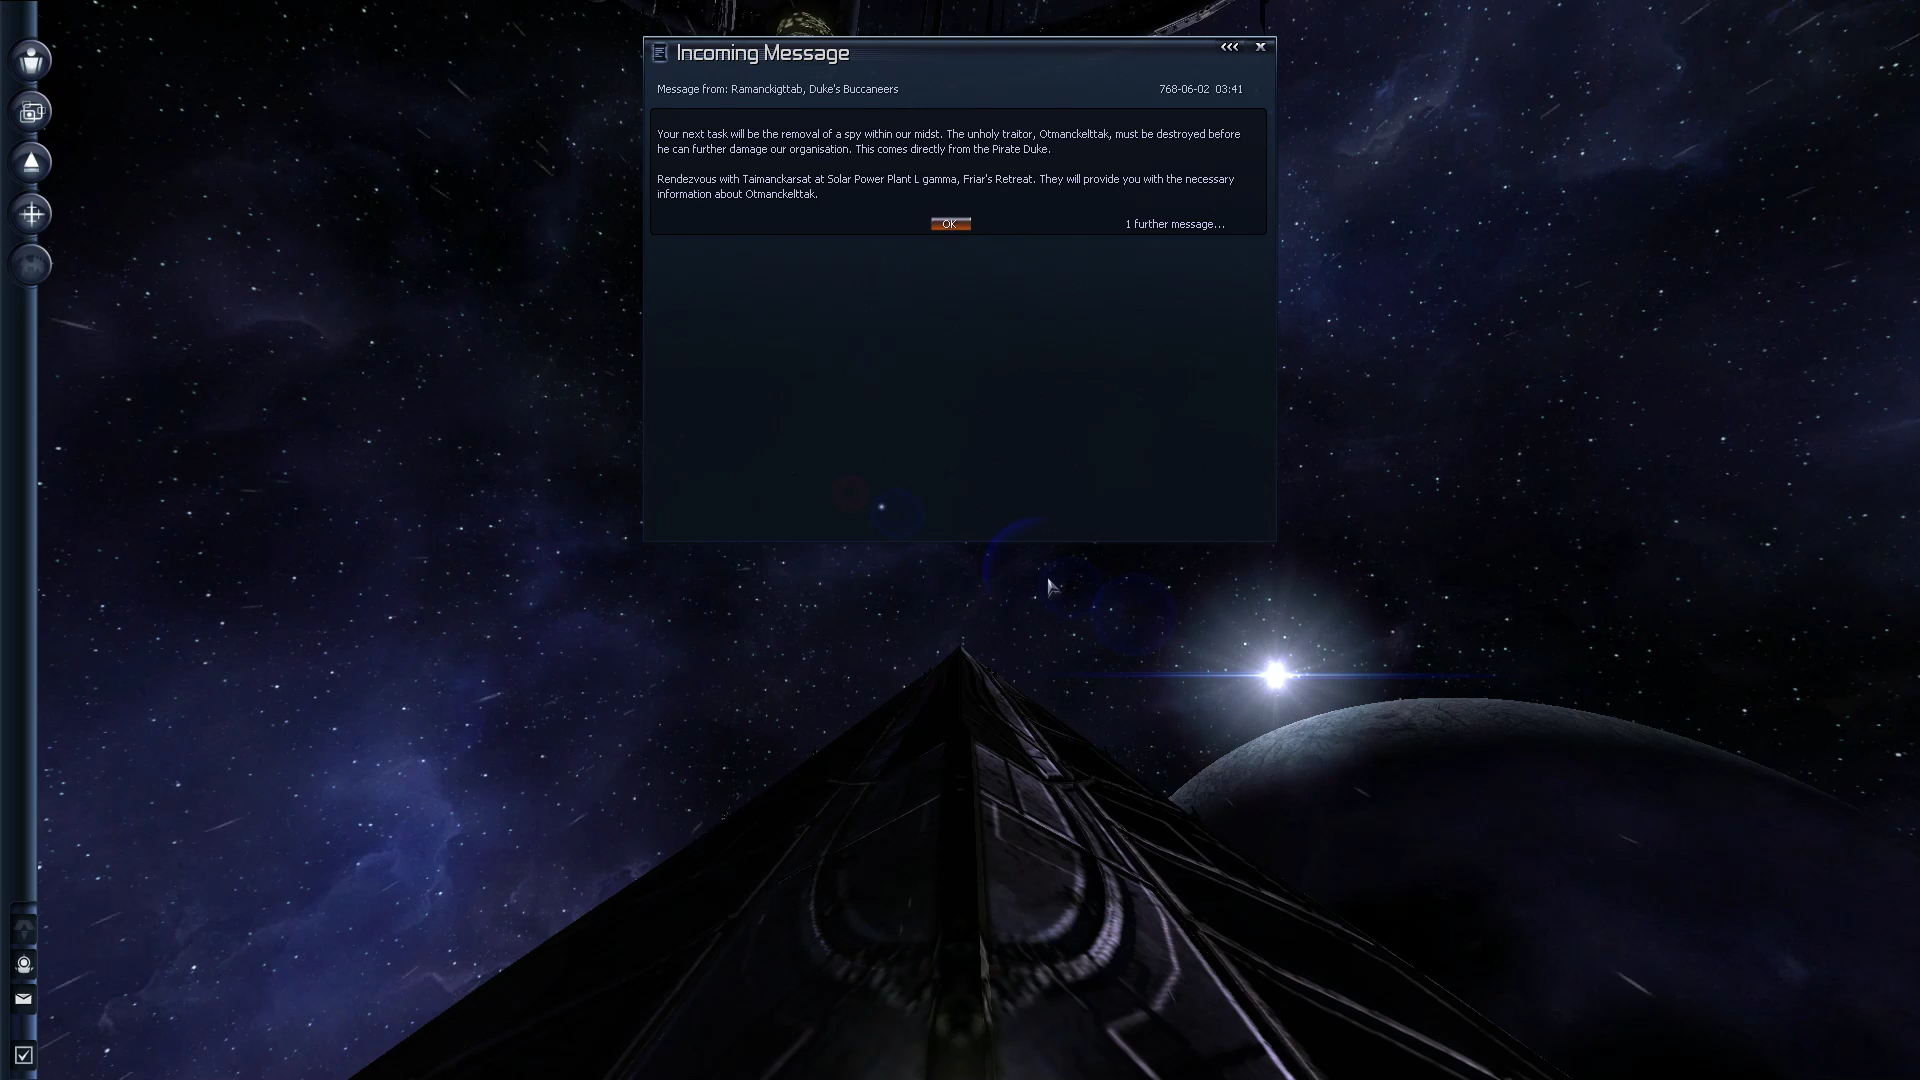 Incoming Message
Message from: Ramanckigttab, Duke's Buccaneers 768-06-02 03:41
Your next task will be the removal of a spy within our midst. The unholy traitor, Otmanckelttak, must be destroyed before
he can further damage our organisation. This comes directly from the Pirate Duke.
Rendezvous with Taimanckarsat at Solar Power Plant L gamma, Friar's Retreat. They will provide you with the necessary
information about Otmanckelttak.
OK 1 further message...